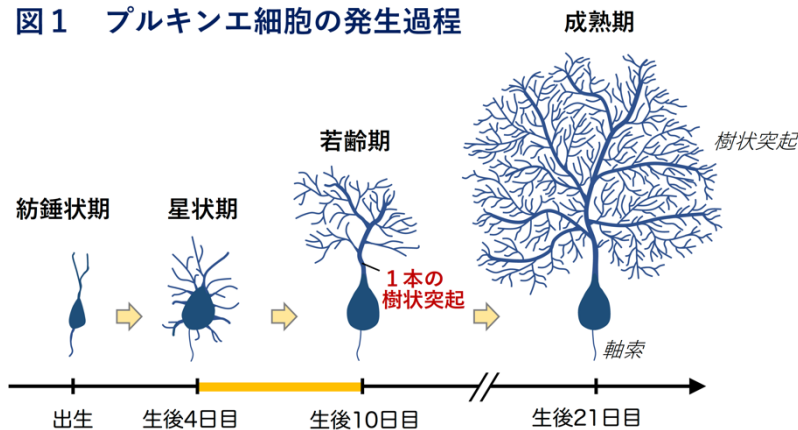 図1 プルキンエ細胞の発生過程
成熟期
樹状突起
若齢期
紡錘状期
星状期
1本の
樹状突起
軸索
出生
生後4日目
生後10日目
生後21日目